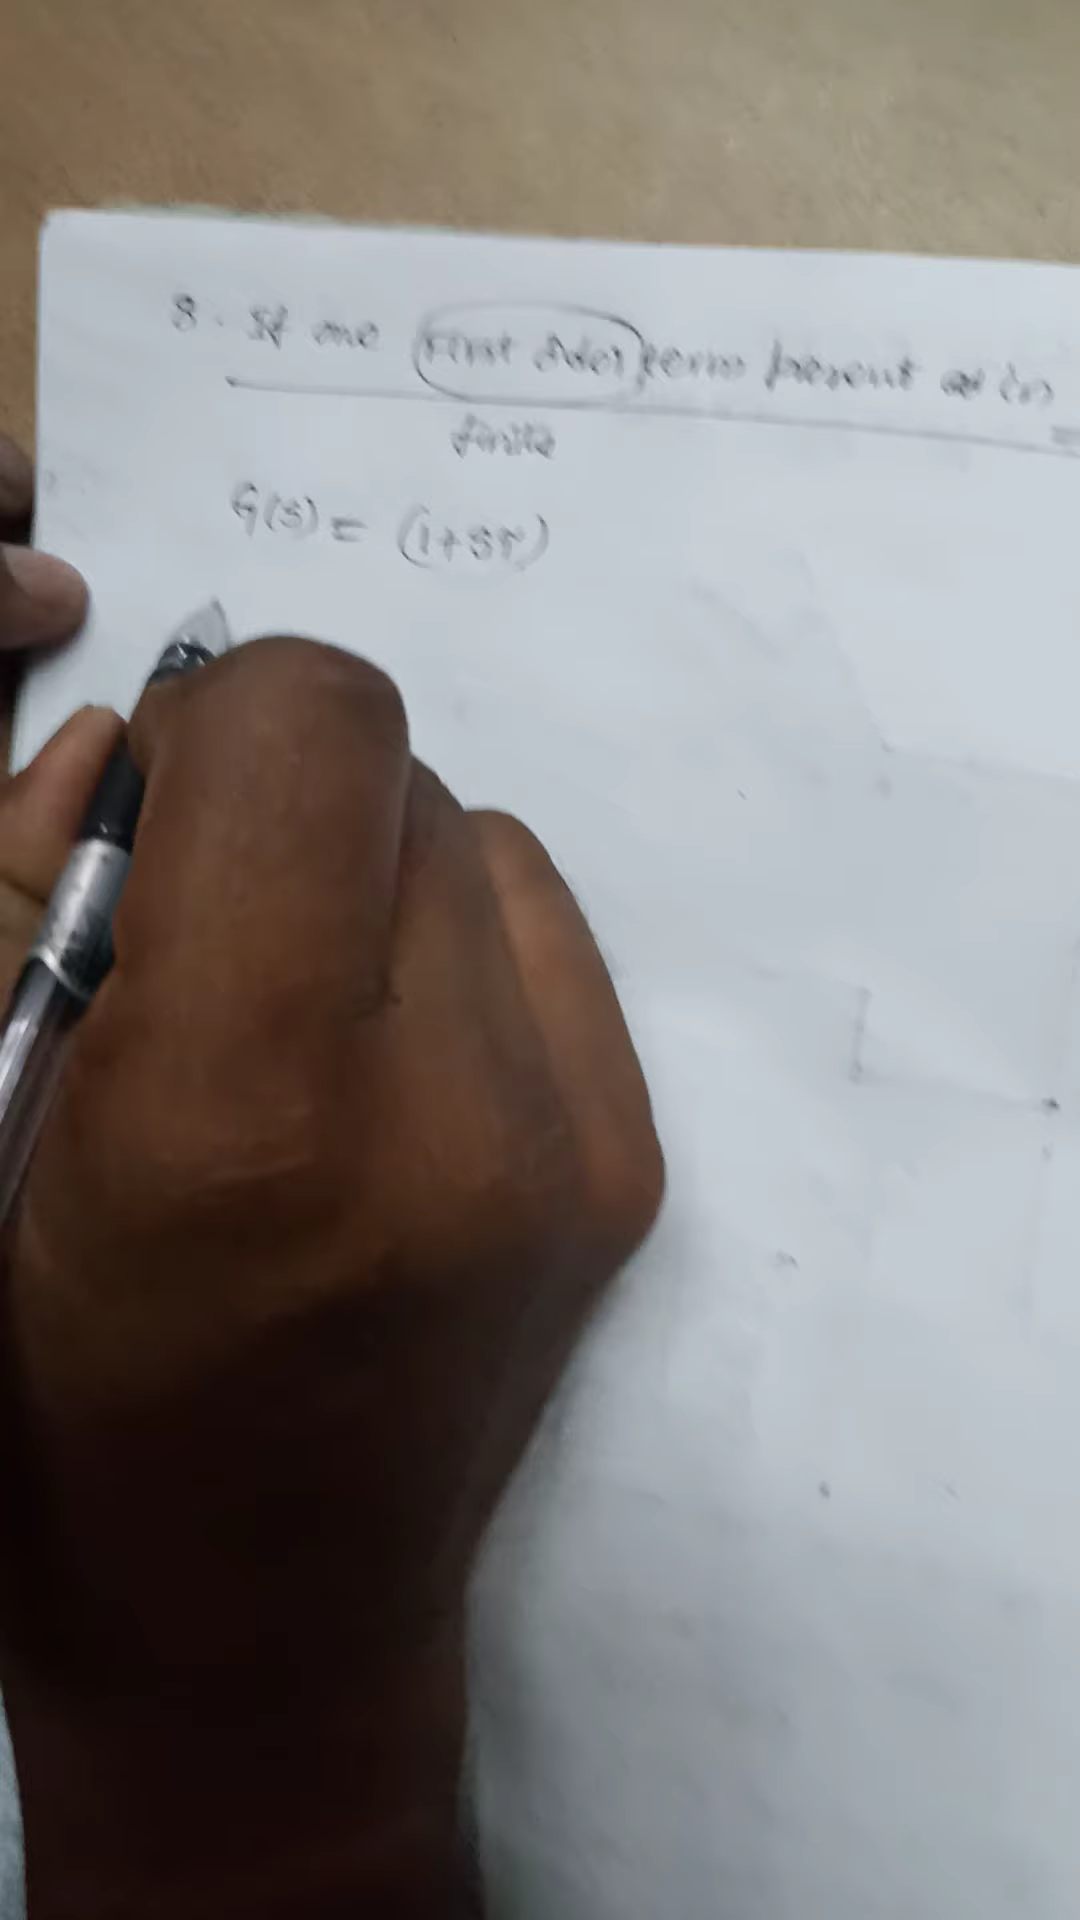 8. If one First Order term present at in
finite
G(s) = (1+sT)